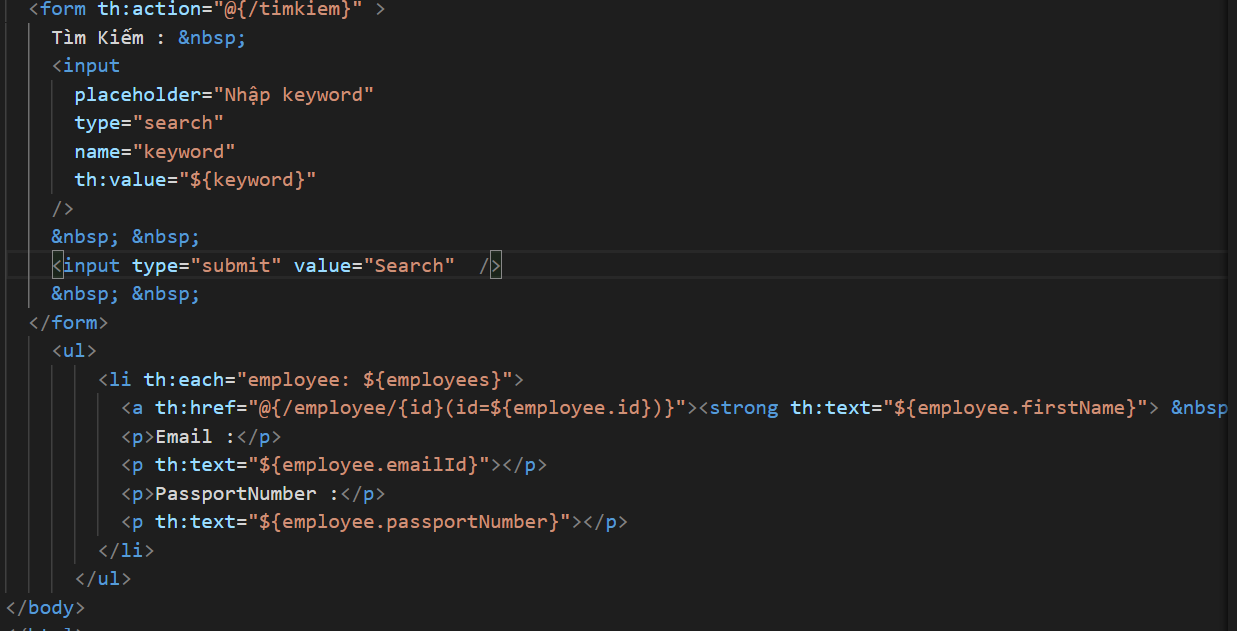 <form th:action="@{/timkiem}" >
Tìm Kiếm : &nbsp;
<input
placeholder="Nhập keyword"
type="search"
name="keyword"
th:value="${keyword}"
/>
&nbsp; &nbsp;
<input type="submit" value="Search"  />
&nbsp; &nbsp;
</form>
<ul>
<li th:each="employee: ${employees}">
<a th:href="@{/employee/{id}(id=${employee.id})}"><strong th:text="${employee.firstName}"> &nbsp
<p>Email :</p>
<p th:text="${employee.emailId}"></p>
<p>PassportNumber :</p>
<p th:text="${employee.passportNumber}"></p>
</li>
</ul>
</body>